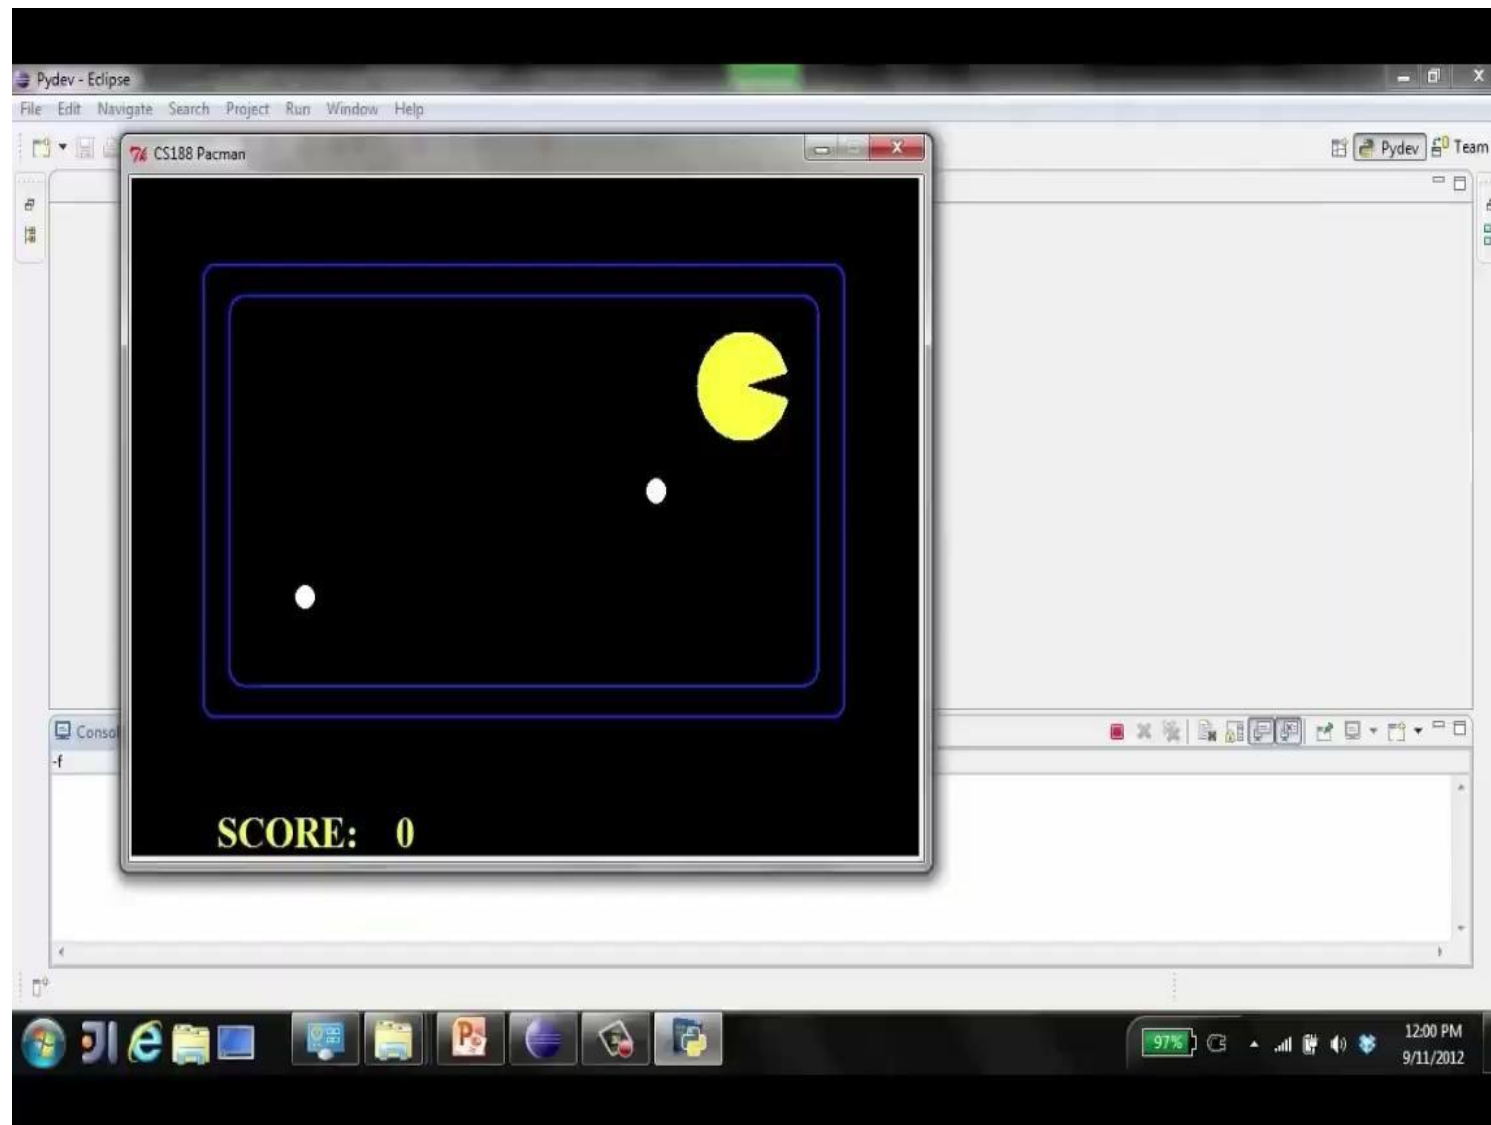 Pydev - Eclipse
File Edit Navigate Search Project Run Window Help
CS188 Pacman
Pydev
Team
Conso
-f
SCORE: 0
97%
12:00 PM
9/11/2012